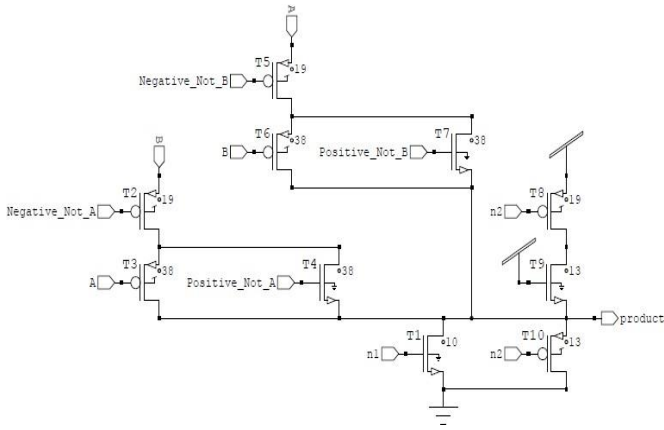 A
T5
Negative_Not_B
19
T6
T7
B
38
Positive_Not_B
38
B
T2
T8
Negative_Not_A
19
n2
19
T3
T4
T9
A
38
Positive_Not_A
38
13
product
T1
T10
n1
10
n2
13